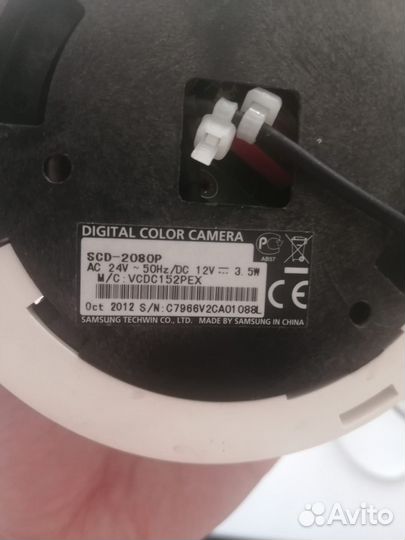 DIGITAL COLOR CAMERA
SCD-2080P
AC 24V ~ 50Hz/DC 12V ⎓ 3.5W
M/C: VCDC152PEX
Oct 2012 S/N: C7966V2CA01088L
SAMSUNG TECHWIN CO., LTD. MADE BY SAMSUNG IN CHINA
АВ57
CE
Avito